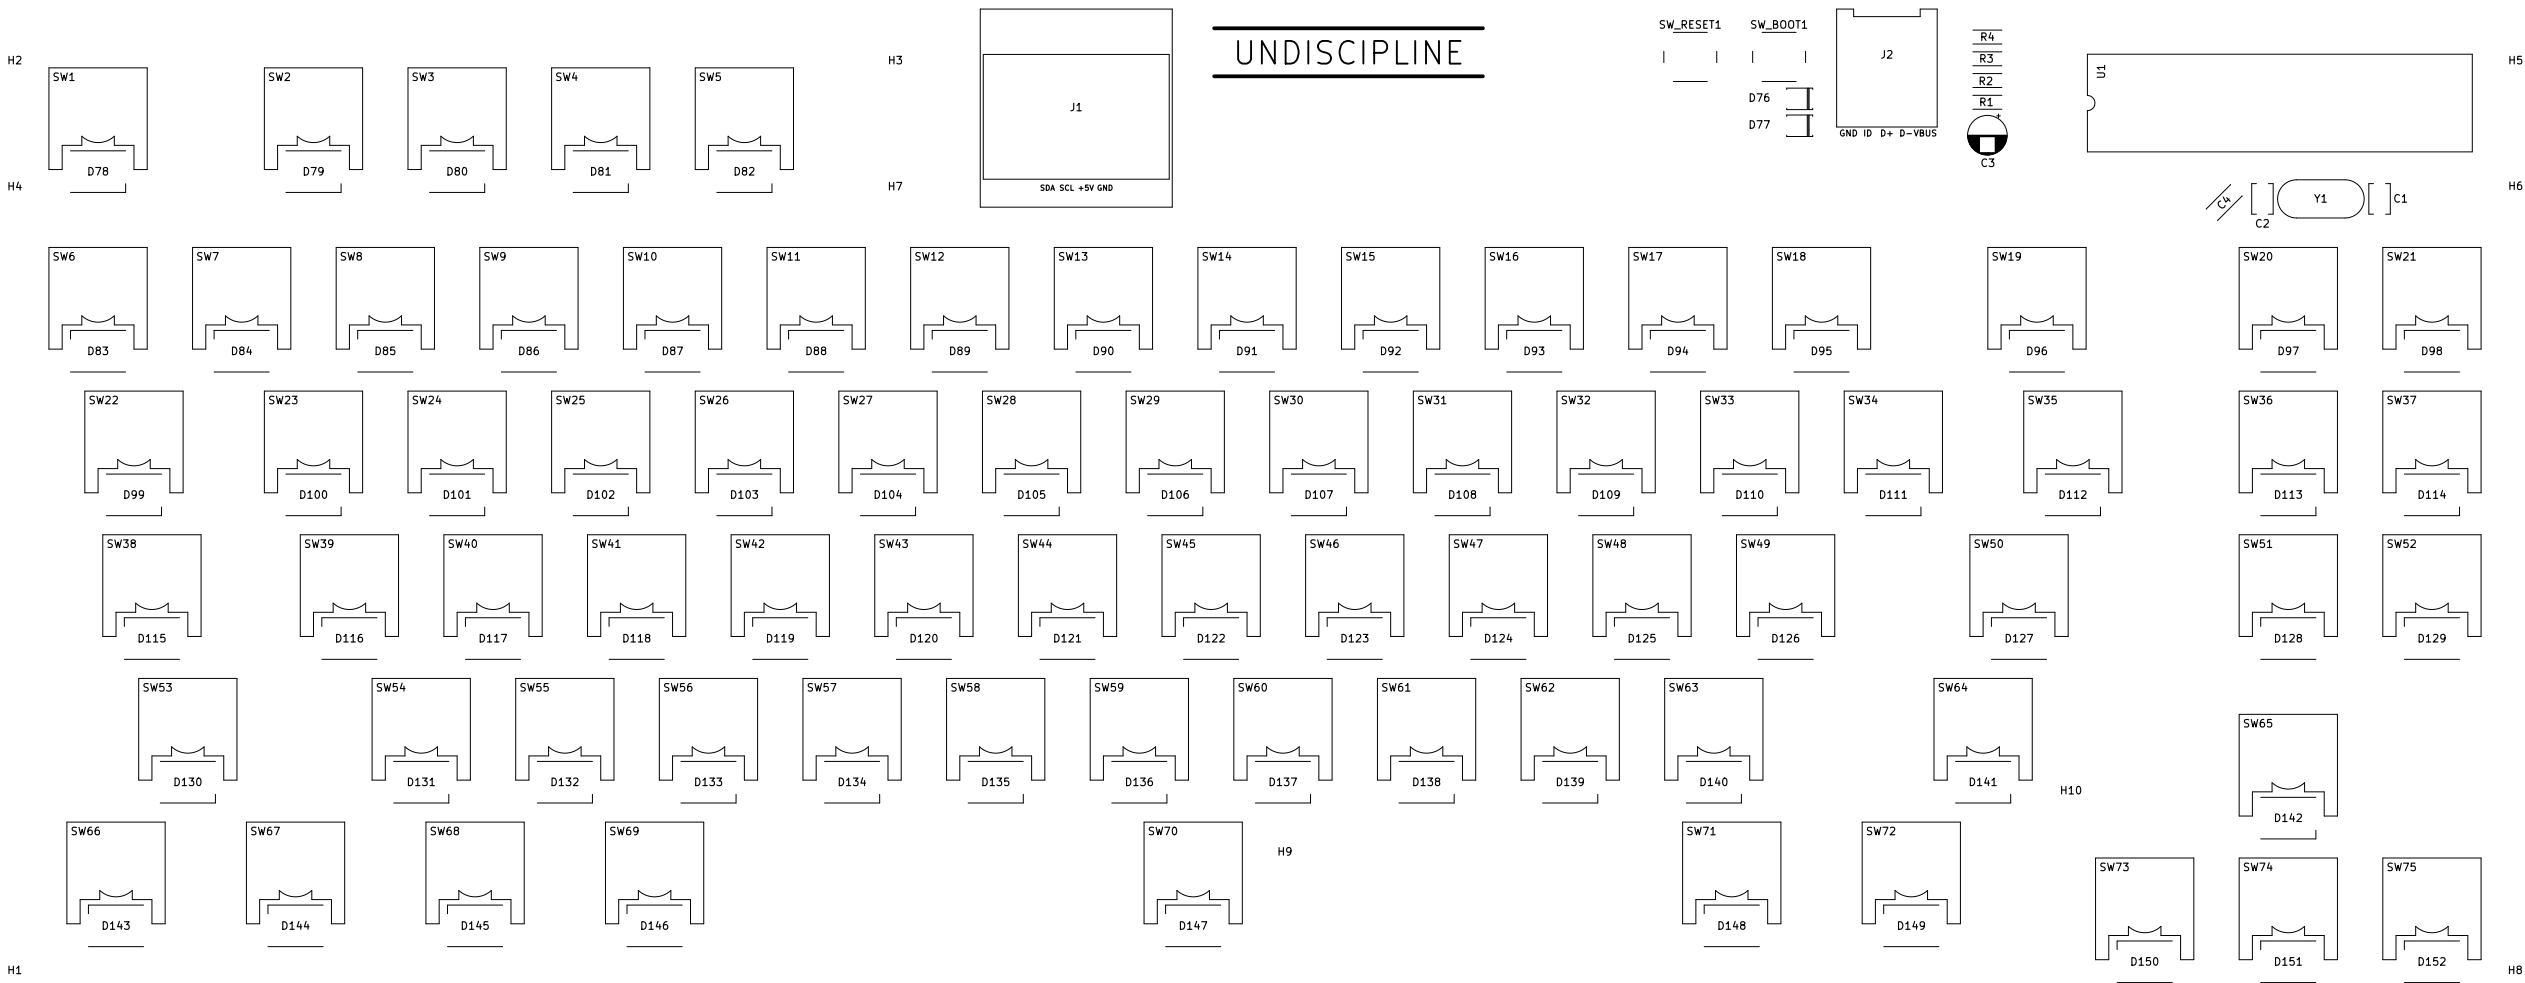 SW_RESET1 SW_BOOT1
UNDISCIPLINE
R4
J2
R3
H2 H3 H5
U1
SW1 SW2 SW3 SW4 SW5
R2
D76
R1
J1
D77
+
GND ID D+ D-VBUS
C3
D78 D79 D80 D81 D82
H4 H7 H6
SDA SCL +5V GND
C4 Y1 C1
C2
SW6 SW7 SW8 SW9 SW10 SW11 SW12 SW13 SW14 SW15 SW16 SW17 SW18 SW19 SW20 SW21
D83 D84 D85 D86 D87 D88 D89 D90 D91 D92 D93 D94 D95 D96 D97 D98
SW22 SW23 SW24 SW25 SW26 SW27 SW28 SW29 SW30 SW31 SW32 SW33 SW34 SW35 SW36 SW37
D99 D100 D101 D102 D103 D104 D105 D106 D107 D108 D109 D110 D111 D112 D113 D114
SW38 SW39 SW40 SW41 SW42 SW43 SW44 SW45 SW46 SW47 SW48 SW49 SW50 SW51 SW52
D115 D116 D117 D118 D119 D120 D121 D122 D123 D124 D125 D126 D127 D128 D129
SW53 SW54 SW55 SW56 SW57 SW58 SW59 SW60 SW61 SW62 SW63 SW64
SW65
D130 D131 D132 D133 D134 D135 D136 D137 D138 D139 D140 D141
H10
D142
SW66 SW67 SW68 SW69 SW70 SW71 SW72
H9
SW73 SW74 SW75
D143 D144 D145 D146 D147 D148 D149
D150 D151 D152
H1 H8